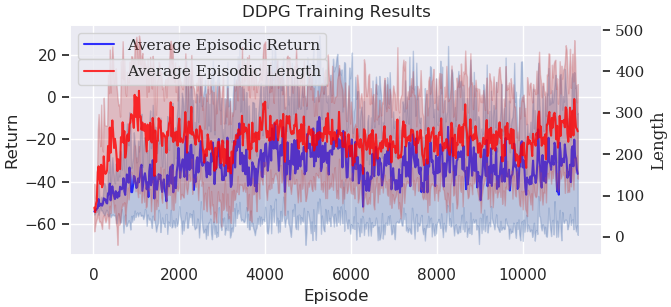 DDPG Training Results
Average Episodic Return
Average Episodic Length
Return
20
0
−20
−40
−60
500
400
300
200
100
0
Length
0 2000 4000 6000 8000 10000
Episode